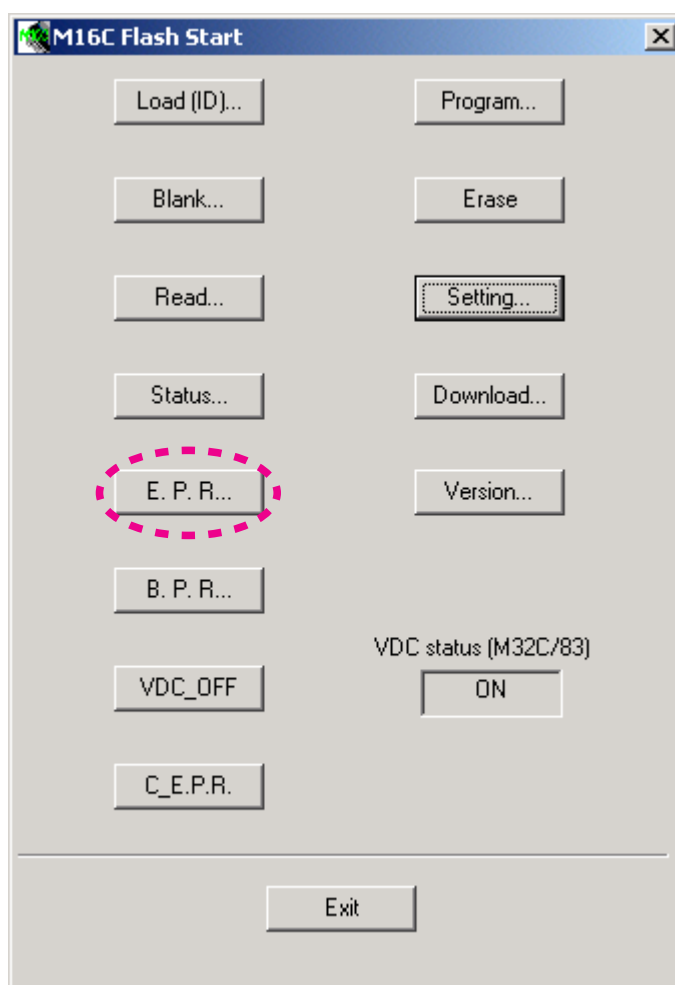 M16C Flash Start
Load (ID)... Program...
Blank... Erase
Read... Setting...
Status... Download...
E. P. R... Version...
B. P. R...
VDC status (M32C/83)
VDC_OFF ON
C_E.P.R.
Exit